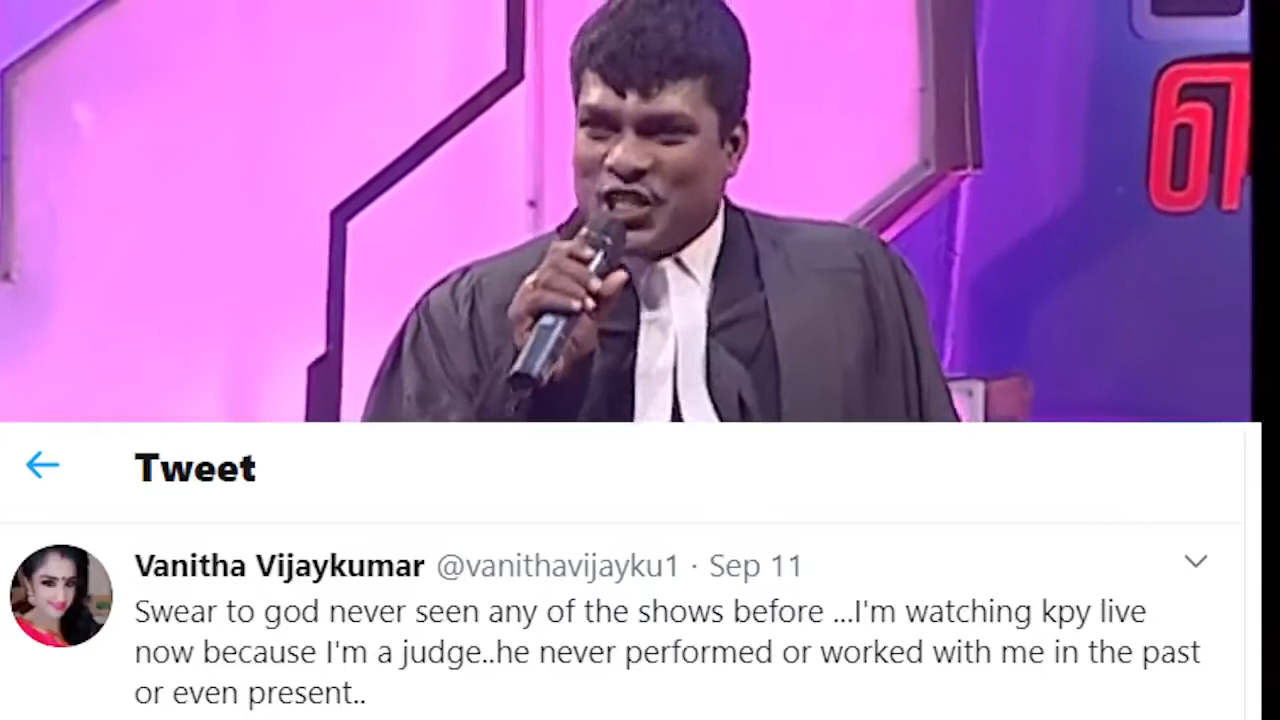 Tweet
Vanitha Vijaykumar @vanithavijayku1 · Sep 11
Swear to god never seen any of the shows before ...I'm watching kpy live
now because I'm a judge..he never performed or worked with me in the past
or even present..